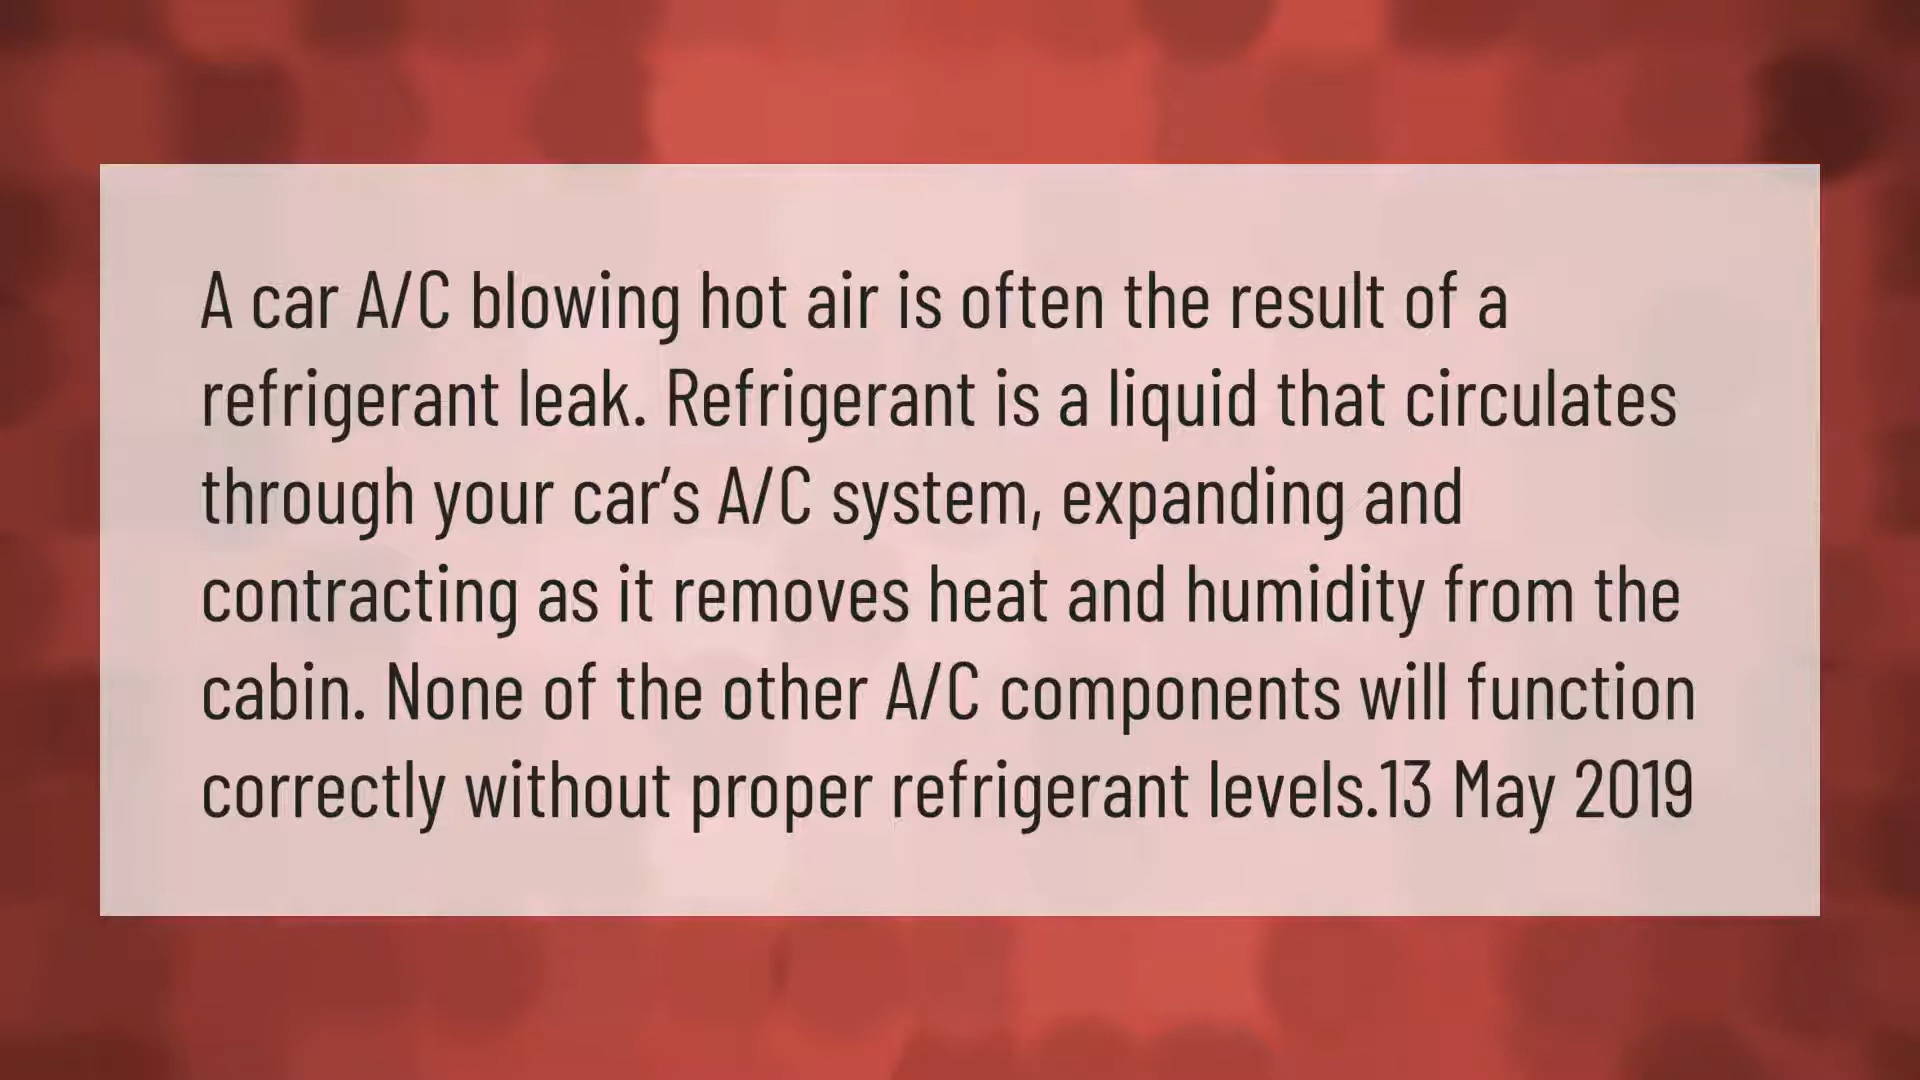 A car A/C blowing hot air is often the result of a
refrigerant leak. Refrigerant is a liquid that circulates
through your car’s A/C system, expanding and
contracting as it removes heat and humidity from the
cabin. None of the other A/C components will function
correctly without proper refrigerant levels.13 May 2019